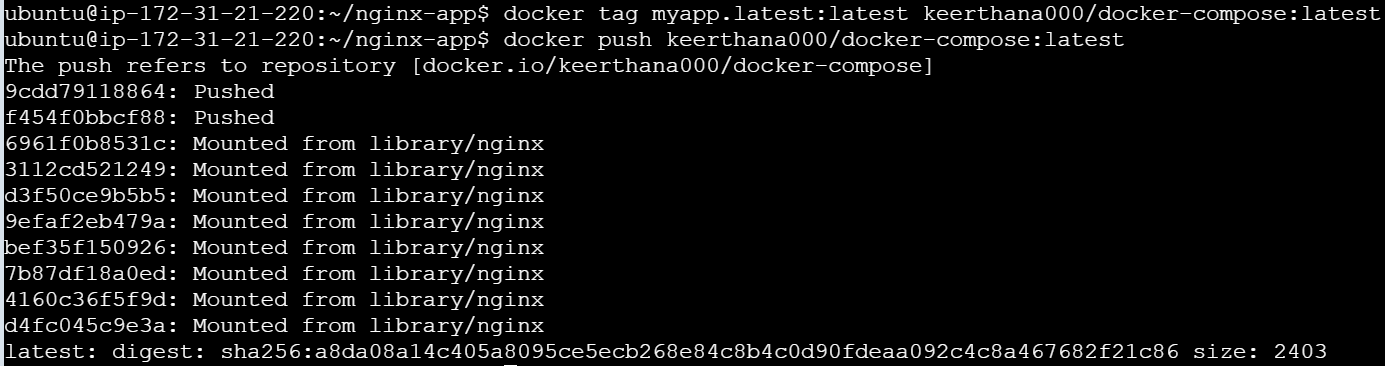 ubuntu@ip-172-31-21-220:~/nginx-app$ docker tag myapp.latest:latest keerthana000/docker-compose:latest
ubuntu@ip-172-31-21-220:~/nginx-app$ docker push keerthana000/docker-compose:latest
The push refers to repository [docker.io/keerthana000/docker-compose]
9cdd79118864: Pushed
f454f0bbcf88: Pushed
6961f0b8531c: Mounted from library/nginx
3112cd521249: Mounted from library/nginx
d3f50ce9b5b5: Mounted from library/nginx
9efaf2eb479a: Mounted from library/nginx
bef35f150926: Mounted from library/nginx
7b87df18a0ed: Mounted from library/nginx
4160c36f5f9d: Mounted from library/nginx
d4fc045c9e3a: Mounted from library/nginx
latest: digest: sha256:a8da08a14c405a8095ce5ecb268e84c8b4c0d90fdeaa092c4c8a467682f21c86 size: 2403